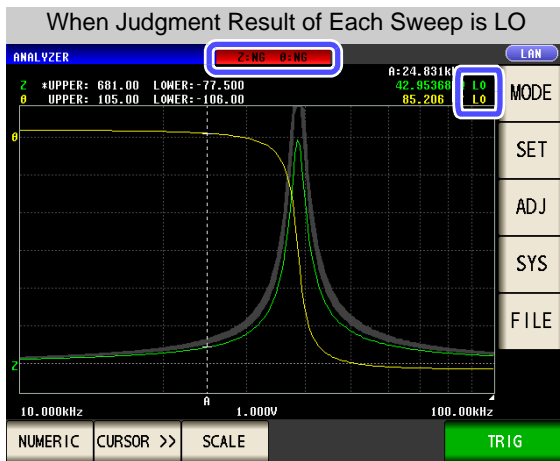 When Judgment Result of Each Sweep is LO
ANALYZER
Z:NG θ:NG
LAN
A:24.831k
Z *UPPER: 681.00 LOWER:-77.500
42.95368 LO
θ UPPER: 105.00 LOWER:-106.00
85.206 LO
MODE
θ
SET
ADJ
SYS
FILE
Z
A
10.000kHz 1.000V 100.00kHz
NUMERIC CURSOR >> SCALE TRIG